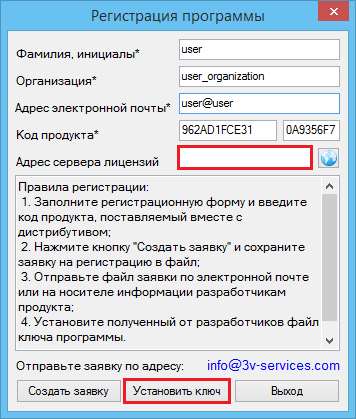 Регистрация программы
Фамилия, инициалы* user
Организация* user_organization
Адрес электронной почты* user@user
Код продукта* 962AD1FCE31 0A9356F7
Адрес сервера лицензий
Правила регистрации:
1. Заполните регистрационную форму и введите
код продукта, поставляемый вместе с
дистрибутивом;
2. Нажмите кнопку "Создать заявку" и сохраните
заявку на регистрацию в файл;
3. Отправьте файл заявки по электронной почте
или на носителе информации разработчикам
продукта;
4. Установите полученный от разработчиков файл
ключа программы.
Отправьте заявку по адресу: info@3v-services.com
Создать заявку Установить ключ Выход